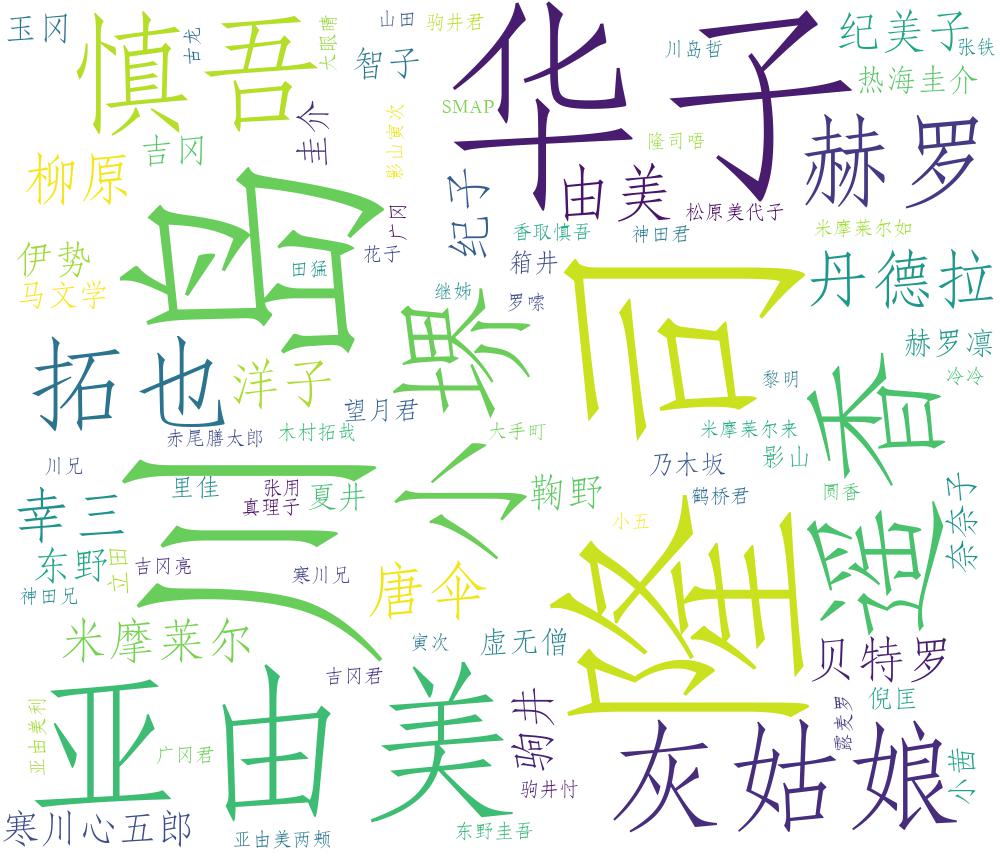 玉冈
慎吾
古龙
大眼睛
山田
驹井君
智子
SMAP
华子
川岛哲
纪美子
张铁
热海圭介
吉冈
圭介
影山寅次
隆司唔
赫罗
柳原
川岛
广冈
花子
纪子
由美
松原美代子
香取慎吾
神田君
米摩莱尔如
伊势
马文学
田猛
箱井
继姊
罗嗦
堺小
隆司
丹德拉
拓也
洋子
望月君
黎明
赫罗凛
冷冷
香谣
赤尾膳太郎
木村拓哉
大手町
米摩莱尔来
影山
川兄
里佳
张用
真理子
夏井
鞠野
乃木坂
鹤桥君
圆香
奈奈子
幸三
小五
东野
立田
吉冈亮
寒川兄
神田兄
唐伞
米摩莱尔
寅次
虚无僧
贝特罗
吉冈君
倪匡
亚由美利
亚由美
广冈君
驹井
驹井忖
露麦罗
灰姑娘
小茜
寒川心五郎
亚由美两颊
东野圭吾